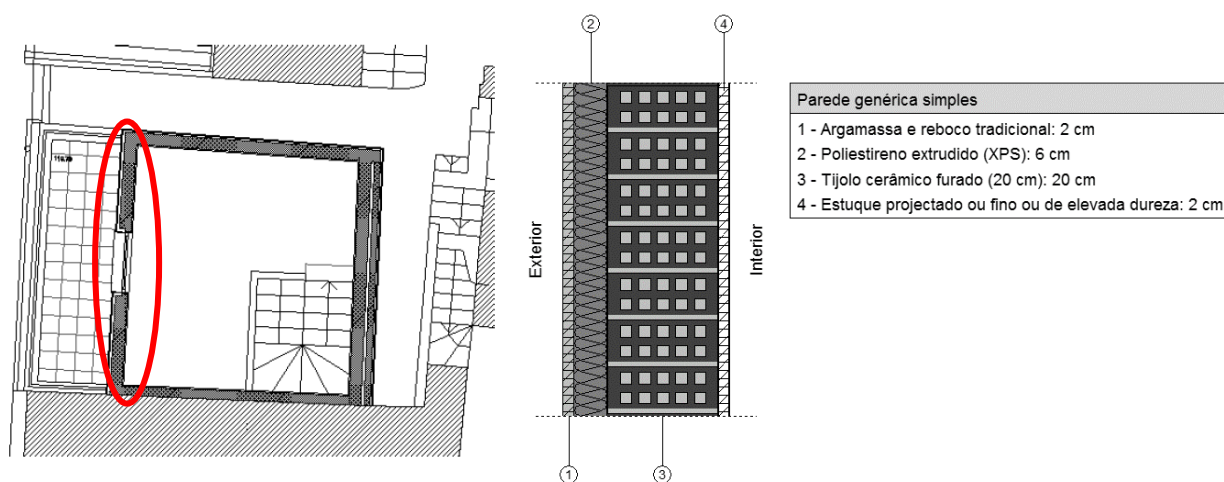 2
4
Exterior
Interior
1
3
Parede genérica simples
1 - Argamassa e reboco tradicional: 2 cm
2 - Poliestireno extrudido (XPS): 6 cm
3 - Tijolo cerâmico furado (20 cm): 20 cm
4 - Estuque projectado ou fino ou de elevada dureza: 2 cm